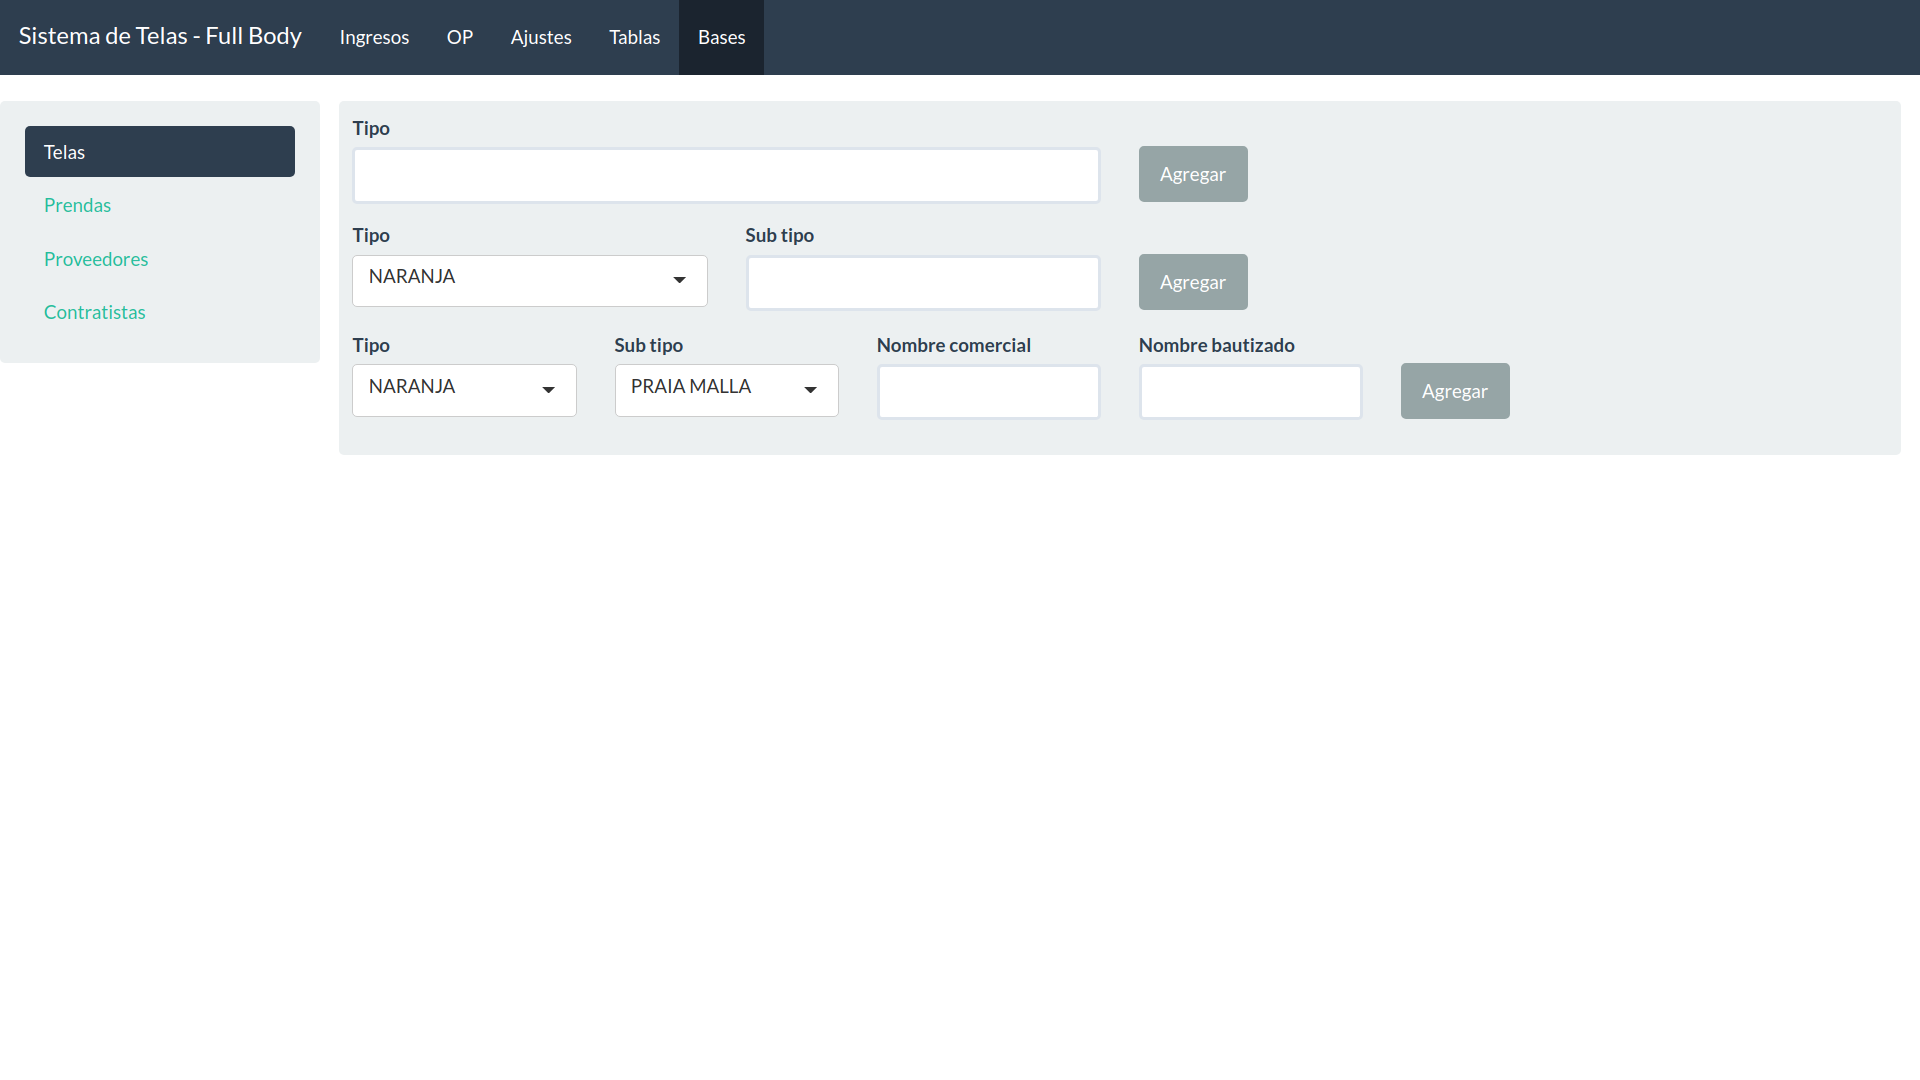 Sistema de Telas - Full Body Ingresos OP Ajustes Tablas Bases
Telas
Prendas
Proveedores
Contratistas
Tipo
Agregar
Tipo Sub tipo
NARANJA Agregar
Tipo Sub tipo Nombre comercial Nombre bautizado
NARANJA PRAIA MALLA Agregar